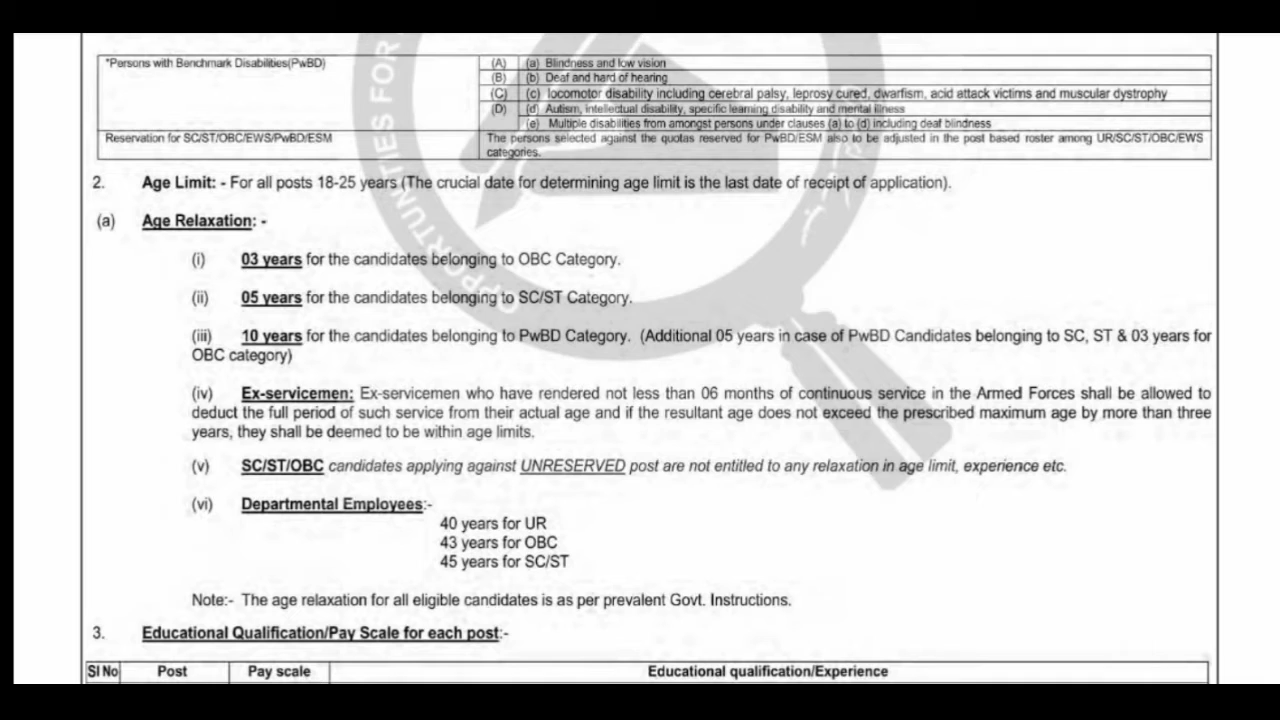 *Persons with Benchmark Disabilities(PwBD)
(A) (a) Blindness and low vision
(B) (b) Deaf and hard of hearing
(C) (c) locomotor disability including cerebral palsy, leprosy cured, dwarfism, acid attack victims and muscular dystrophy
(D) (d) Autism, intellectual disability, specific learning disability and mental illness
(e) Multiple disabilities from amongst persons under clauses (a) to (d) including deaf blindness
Reservation for SC/ST/OBC/EWS/PwBD/ESM
The persons selected against the quotas reserved for PwBD/ESM also to be adjusted in the post based roster among UR/SC/ST/OBC/EWS
categories.
2. Age Limit: - For all posts 18-25 years (The crucial date for determining age limit is the last date of receipt of application).
(a) Age Relaxation: -
(i) 03 years for the candidates belonging to OBC Category.
(ii) 05 years for the candidates belonging to SC/ST Category.
(iii) 10 years for the candidates belonging to PwBD Category. (Additional 05 years in case of PwBD Candidates belonging to SC, ST & 03 years for
OBC category)
(iv) Ex-servicemen: Ex-servicemen who have rendered not less than 06 months of continuous service in the Armed Forces shall be allowed to
deduct the full period of such service from their actual age and if the resultant age does not exceed the prescribed maximum age by more than three
years, they shall be deemed to be within age limits.
(v) SC/ST/OBC candidates applying against UNRESERVED post are not entitled to any relaxation in age limit, experience etc.
(vi) Departmental Employees:-
40 years for UR
43 years for OBC
45 years for SC/ST
Note:- The age relaxation for all eligible candidates is as per prevalent Govt. Instructions.
3. Educational Qualification/Pay Scale for each post:-
Sl No Post Pay scale Educational qualification/Experience
OPPORTUNITIES FOR